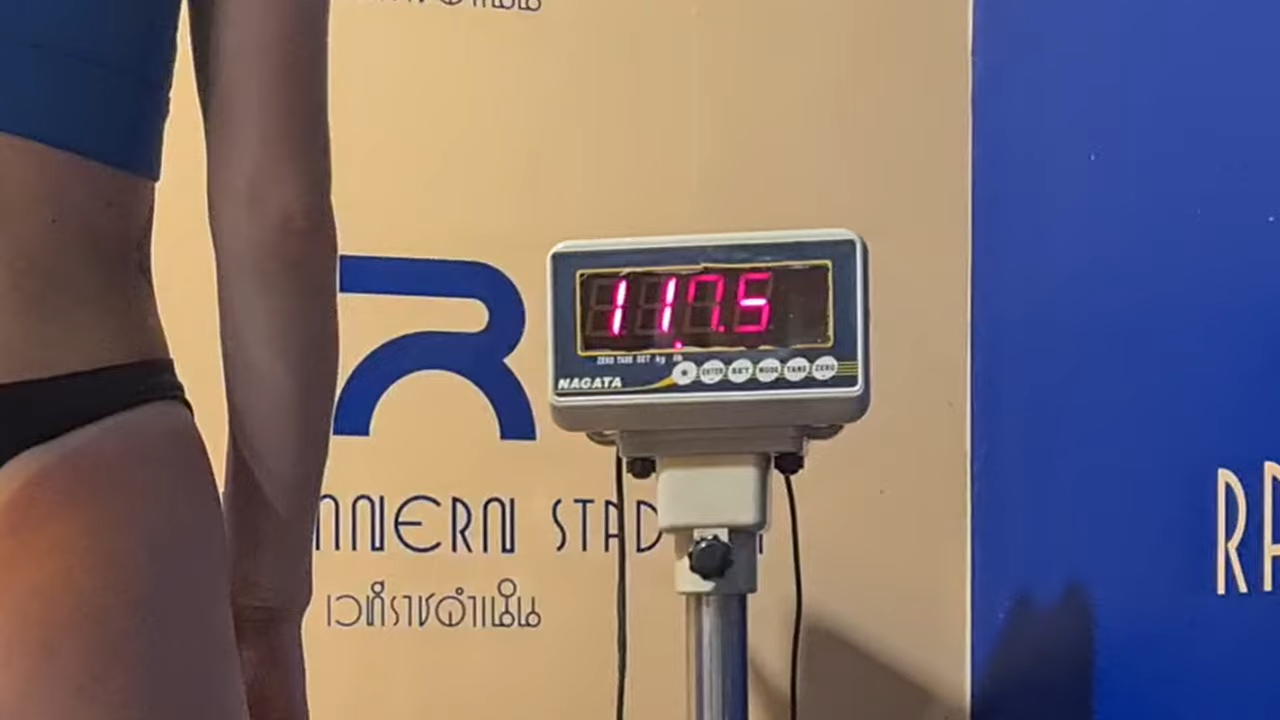 117.5
ZERO TARE SET kg lb
ENTER SET MODE TARE ZERO
NAGATA
NNERN STAD
เวทีราชดำเนิน
RA